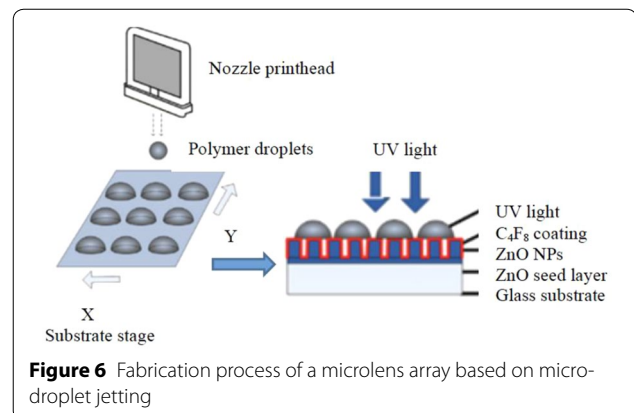 Nozzle printhead
Polymer droplets
UV light
Y
X
Substrate stage
UV light
C₄F₈ coating
ZnO NPs
ZnO seed layer
Glass substrate
Figure 6 Fabrication process of a microlens array based on micro-
droplet jetting